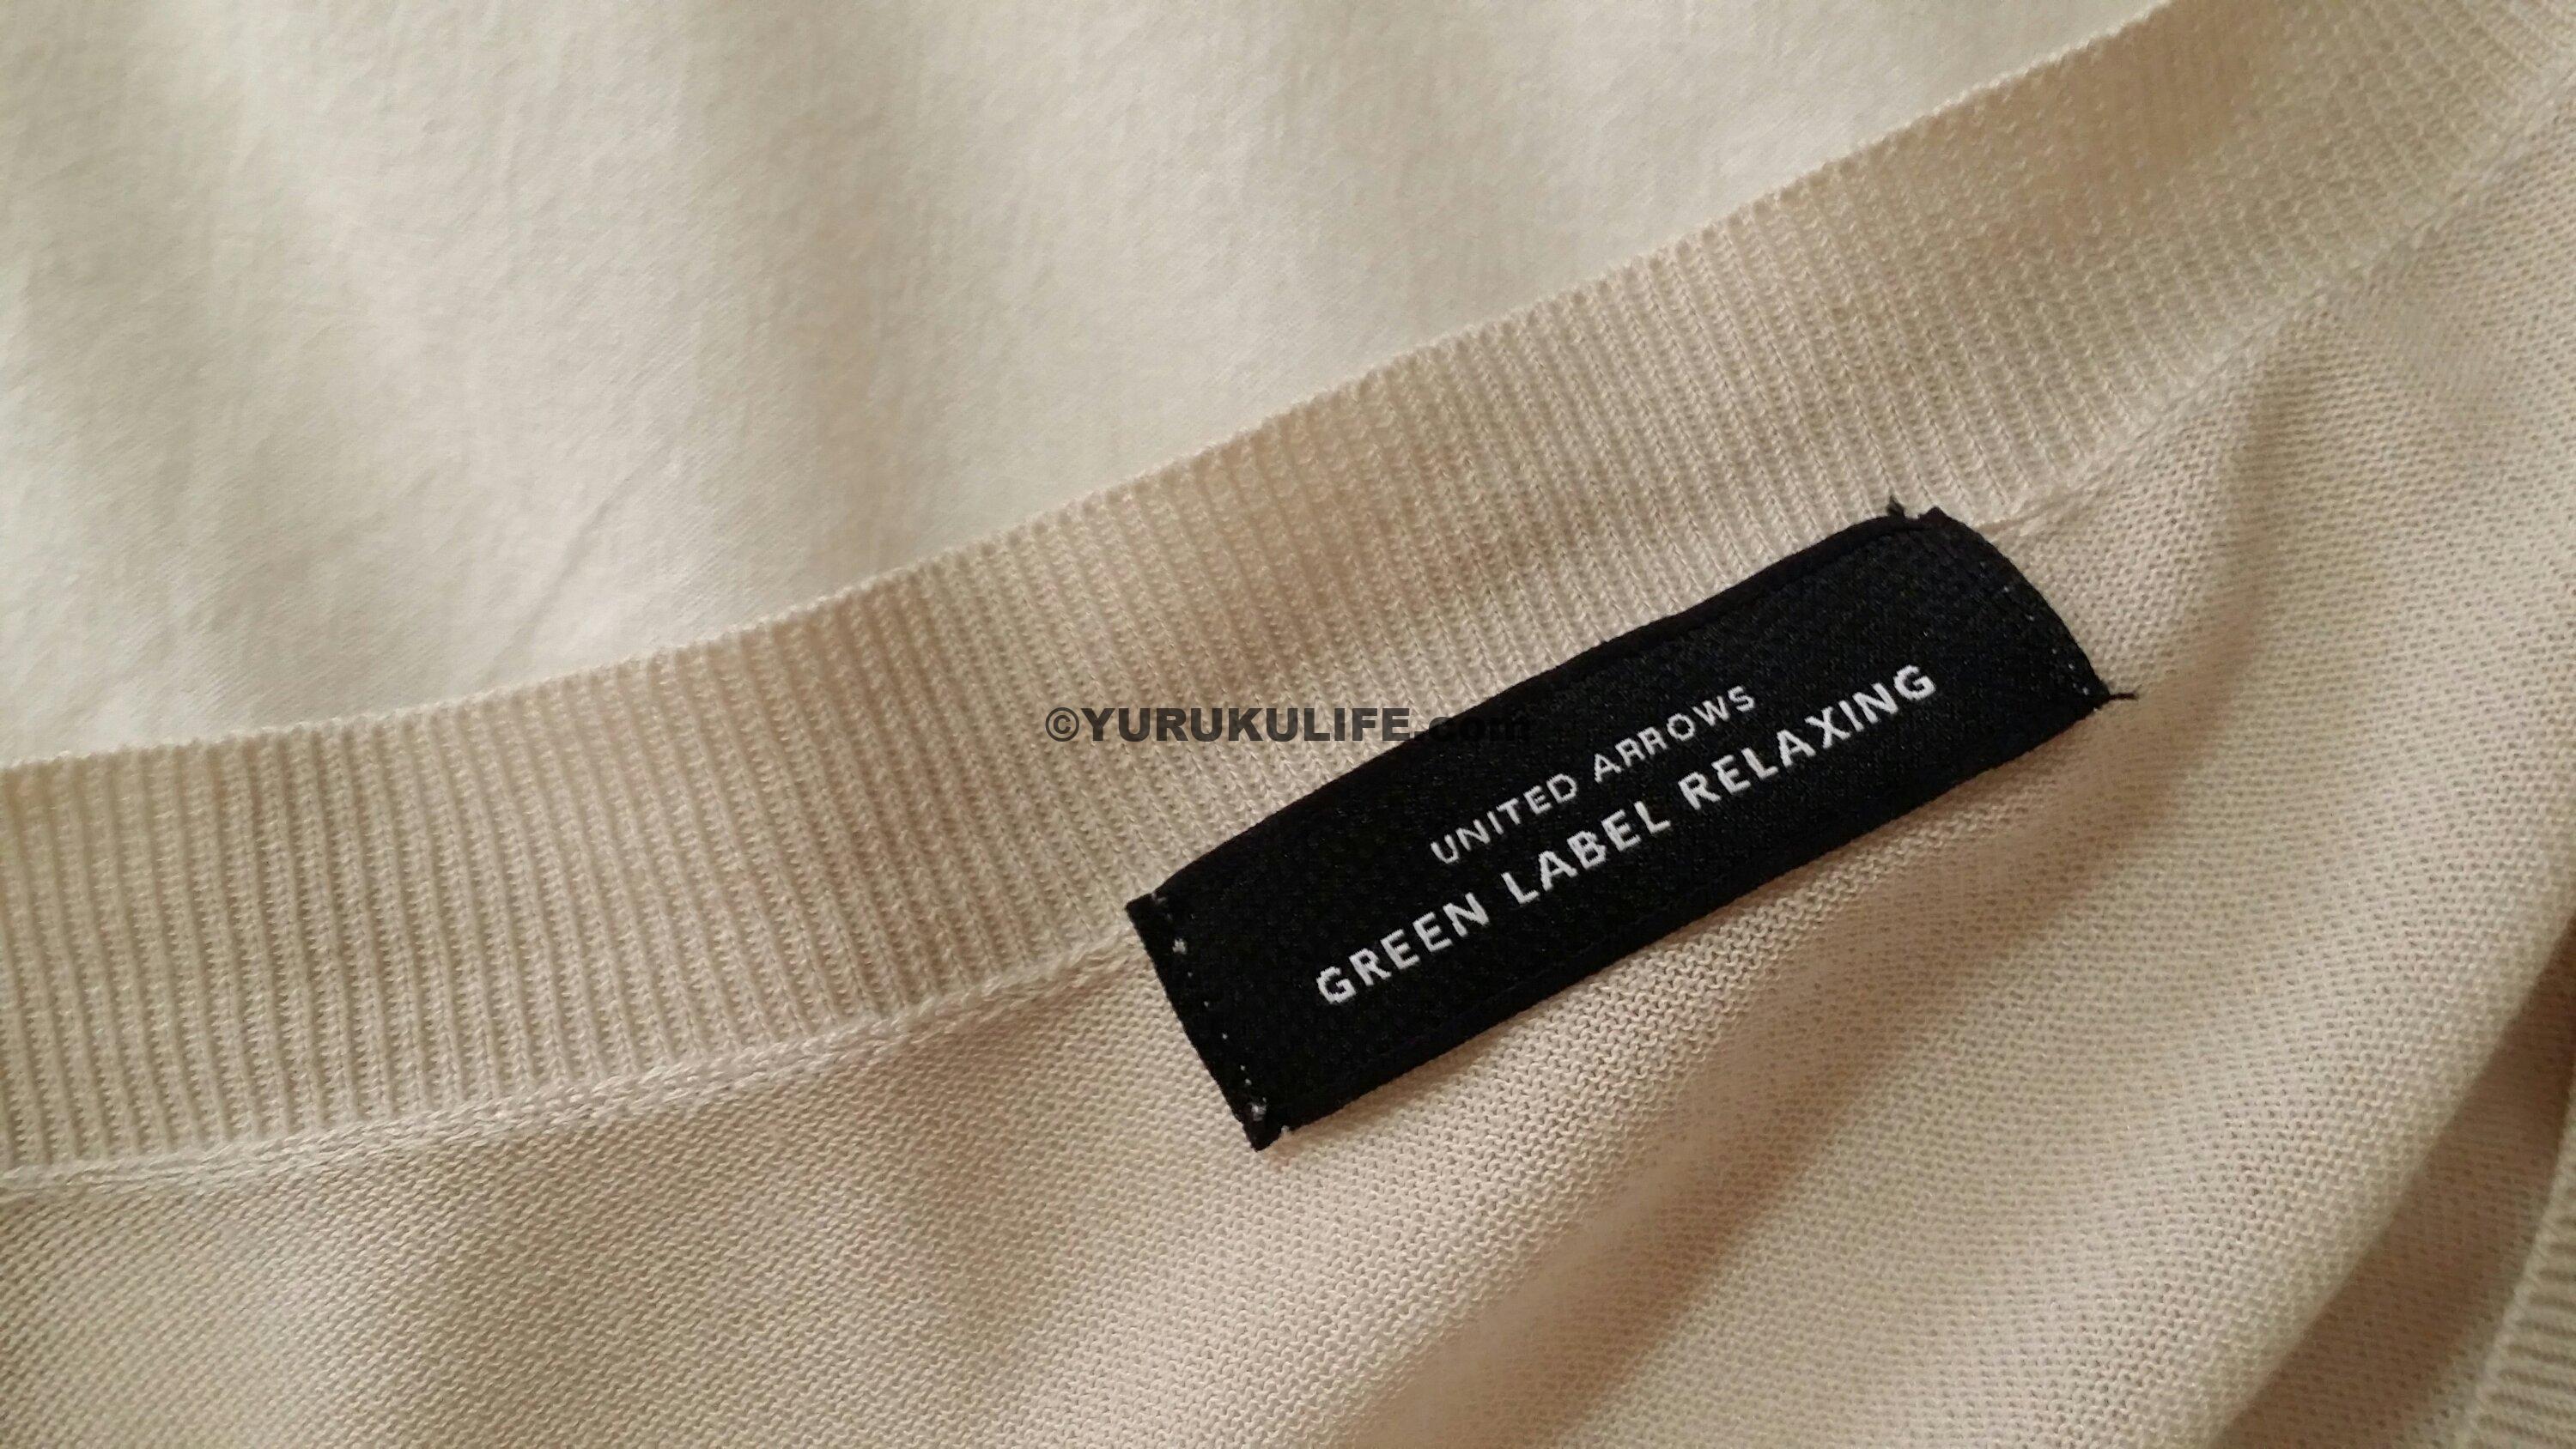 ©YURUKULIFE.com
UNITED ARROWS
GREEN LABEL RELAXING